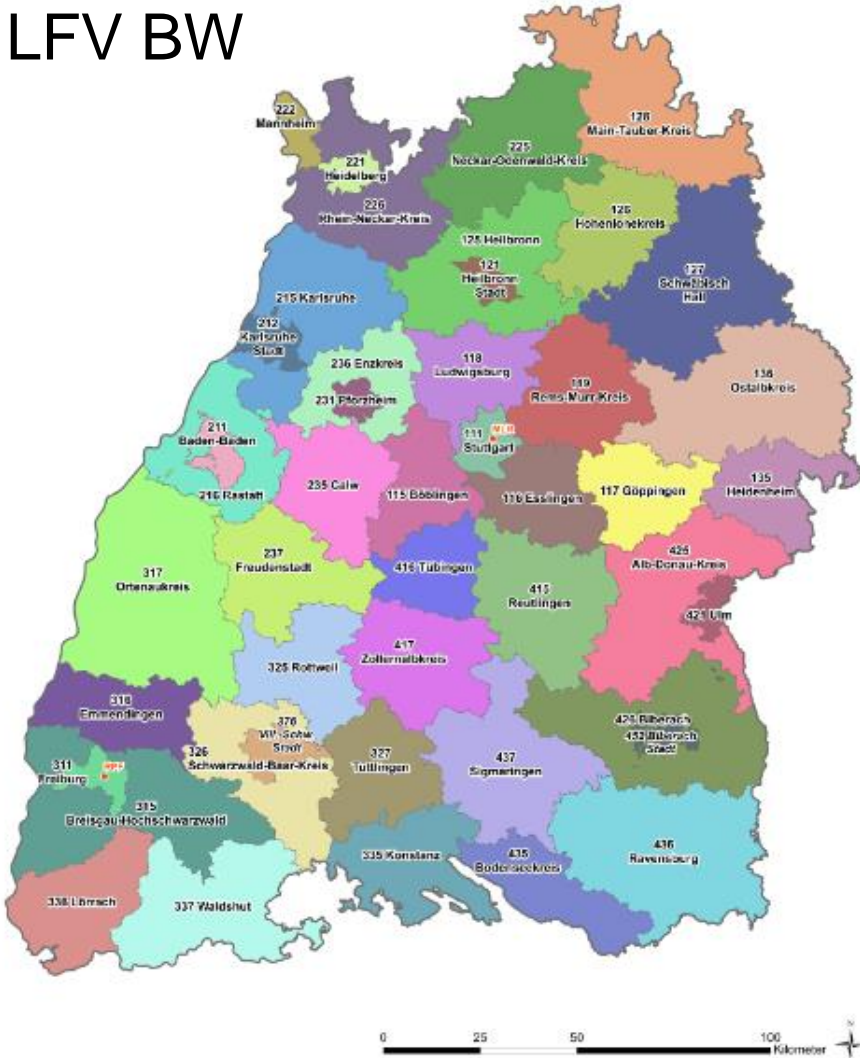 LFV BW
222
Mannheim
128
Main-Tauber-Kreis
225
Neckar-Odenwald-Kreis
221
Heidelberg
226
Rhein-Neckar-Kreis
126
Hohenlohekreis
125 Heilbronn
121
Heilbronn
Stadt
127
Schwäbisch
Hall
215 Karlsruhe
212
Karlsruhe
Stadt
236 Enzkreis
118
Ludwigsburg
136
Ostalbkreis
119
Rems-Murr-Kreis
231 Pforzheim
211
Baden-Baden
111
Stuttgart
MLR
216 Rastatt
235 Calw
115 Böblingen
116 Esslingen
117 Göppingen
135
Heidenheim
237
Freudenstadt
425
Alb-Donau-Kreis
317
Ortenaukreis
416 Tübingen
415
Reutlingen
421 Ulm
417
Zollernalbkreis
325 Rottweil
316
Emmendingen
326
Schwarzwald-Baar-Kreis
Stadt
426 Biberach
Biberach
Stadt
327
Tuttlingen
437
Sigmaringen
311
Freiburg
315
Breisgau-Hochschwarzwald
335 Konstanz
435
Bodenseekreis
436
Ravensburg
336 Lörrach
337 Waldshut
0 25 50 100
Kilometer